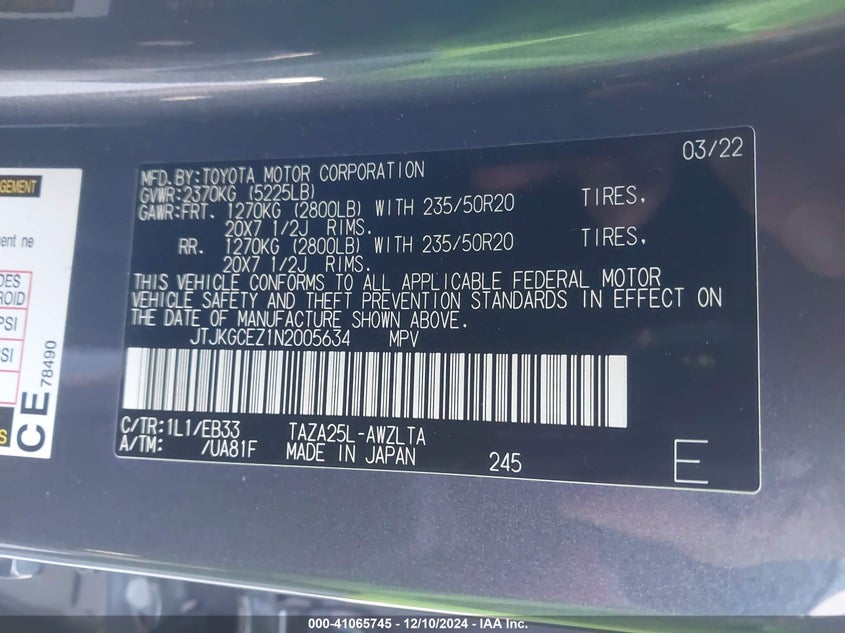 03/22
MFD.BY:TOYOTA MOTOR CORPORATION
GVWR:2370KG (5225LB)
GAWR:FRT. 1270KG (2800LB) WITH 235/50R20 TIRES,
20X7 1/2J RIMS.
RR. 1270KG (2800LB) WITH 235/50R20 TIRES,
20X7 1/2J RIMS.
THIS VEHICLE CONFORMS TO ALL APPLICABLE FEDERAL MOTOR
VEHICLE SAFETY AND THEFT PREVENTION STANDARDS IN EFFECT ON
THE DATE OF MANUFACTURE SHOWN ABOVE.
JTJKGCEZ1N2005634 MPV
C/TR:1L1/EB33 TAZA25L-AWZLTA
A/TM: /UA81F MADE IN JAPAN 245 E
ment ne
PSI
PSI
CE 78490
000-41065745 - 12/10/2024 - IAA Inc.